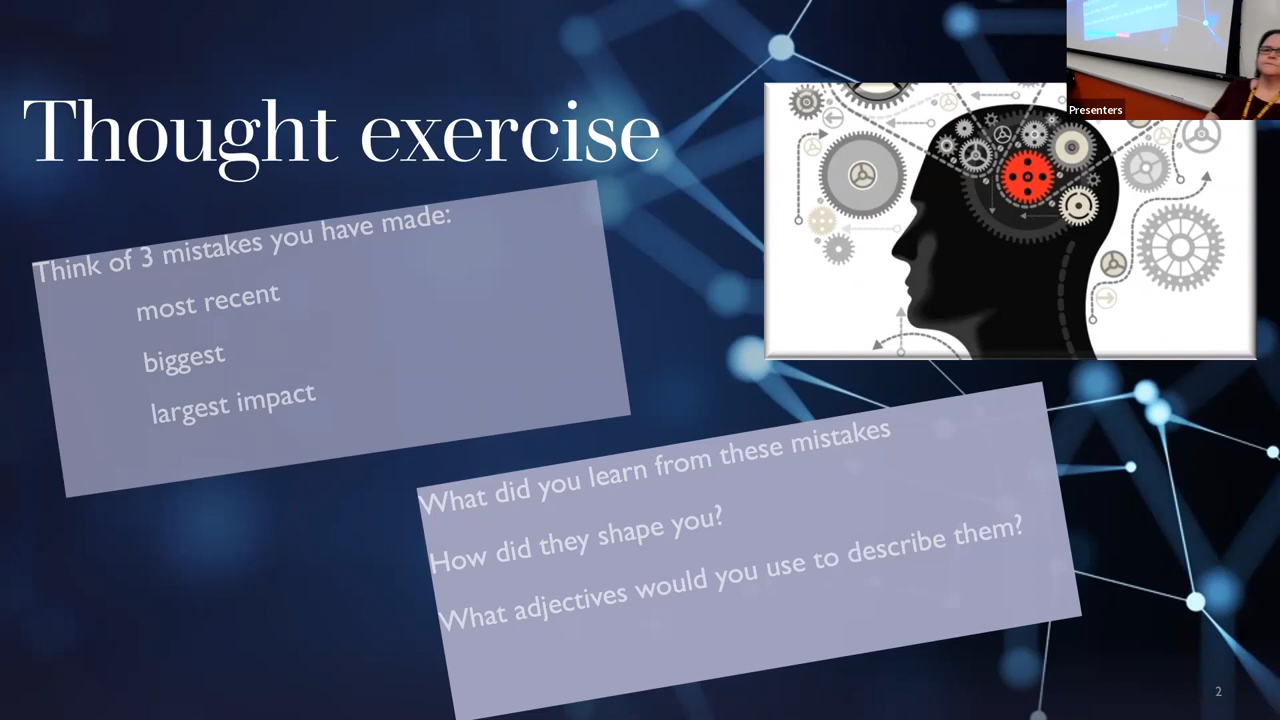 Presenters
Thought exercise
Think of 3 mistakes you have made:
most recent
biggest
largest impact
What did you learn from these mistakes
How did they shape you?
What adjectives would you use to describe them?
2